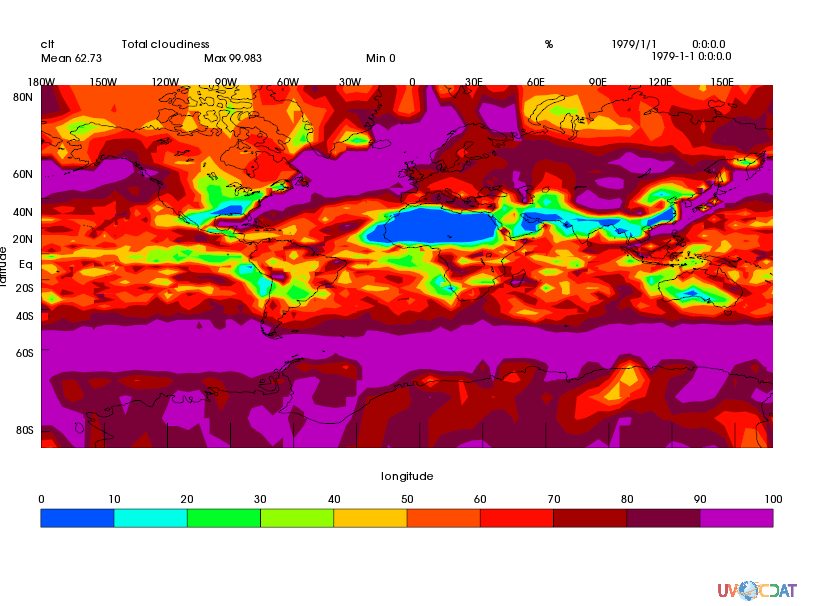 clt Total cloudiness % 1979/1/1 0:0:0.0
Mean 62.73 Max 99.983 Min 0 1979-1-1 0:0:0.0
180W 150W 120W 90W 60W 30W 0 30E 60E 90E 120E 150E
80N
60N
40N
20N
latitude
Eq
20S
40S
60S
80S
longitude
0 10 20 30 40 50 60 70 80 90 100
UV CDAT